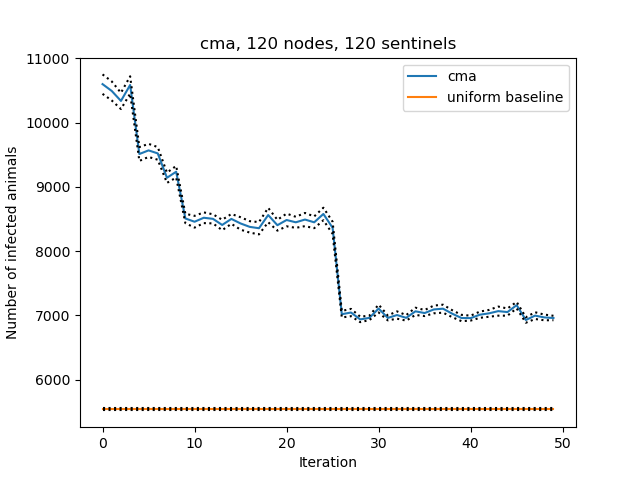 cma, 120 nodes, 120 sentinels
cma
uniform baseline
Number of infected animals
11000
10000
9000
8000
7000
6000
0 10 20 30 40 50
Iteration